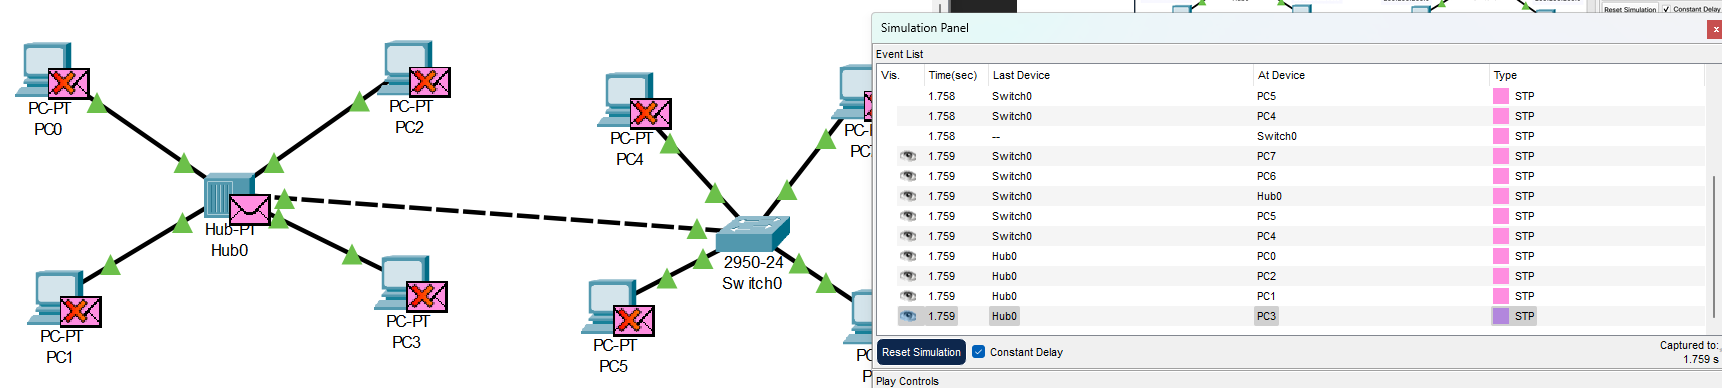 PC-PT
PC0
PC-PT
PC2
Hub-PT
Hub0
PC-PT
PC1
PC-PT
PC3
PC-PT
PC4
2950-24
Switch0
PC-PT
PC5
Reset Simulation Constant Delay
Simulation Panel
x
Event List
Vis. Time(sec) Last Device At Device Type
1.758 Switch0 PC5 STP
1.758 Switch0 PC4 STP
1.758 -- Switch0 STP
1.759 Switch0 PC7 STP
1.759 Switch0 PC6 STP
1.759 Switch0 Hub0 STP
1.759 Switch0 PC5 STP
1.759 Switch0 PC4 STP
1.759 Hub0 PC0 STP
1.759 Hub0 PC2 STP
1.759 Hub0 PC1 STP
1.759 Hub0 PC3 STP
Reset Simulation Constant Delay
Captured to:
1.759 s
Play Controls